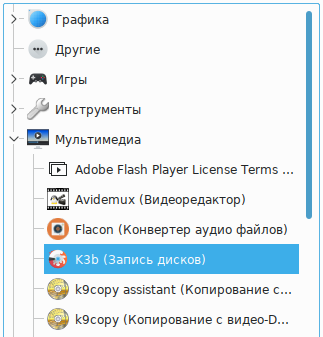 Графика
Другие
Игры
Инструменты
Мультимедиа
Adobe Flash Player License Terms ...
Avidemux (Видеоредактор)
Flacon (Конвертер аудио файлов)
K3b (Запись дисков)
k9copy assistant (Копирование с...
k9copy (Копирование с видео-D...